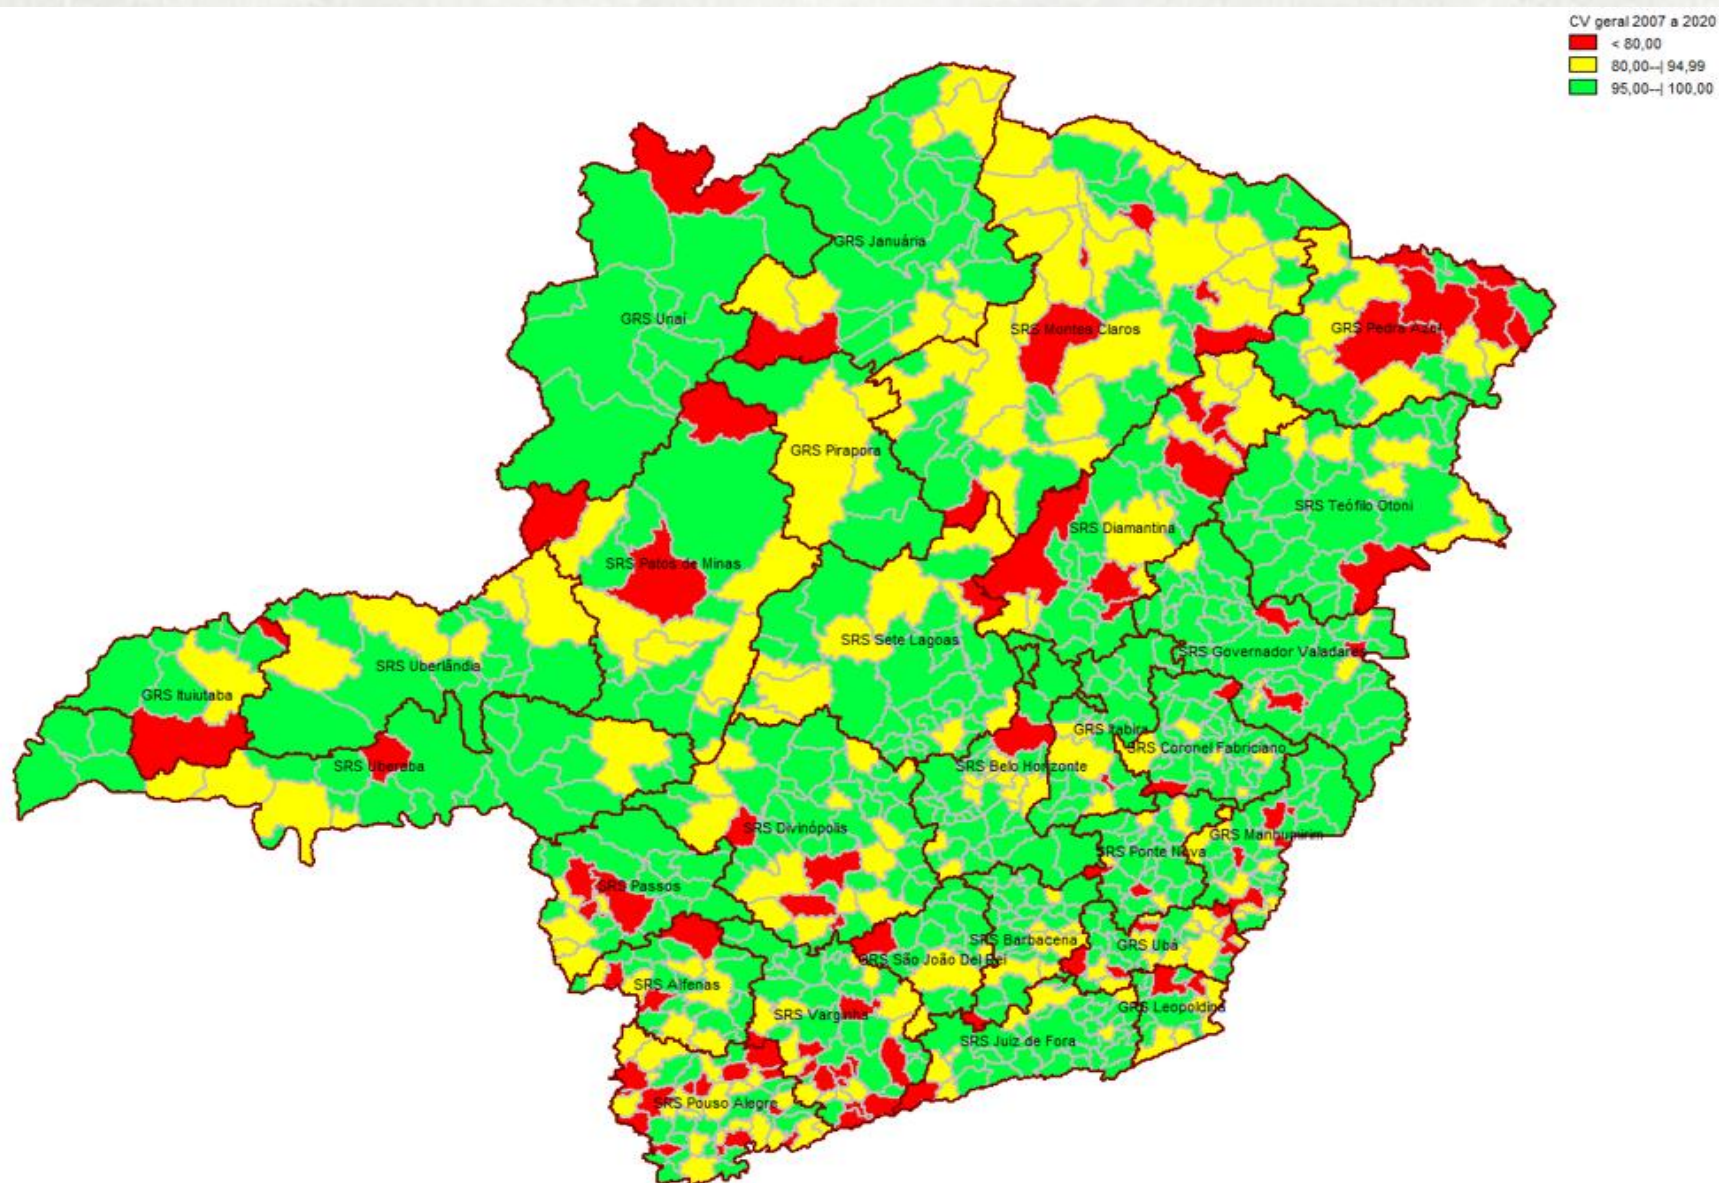 CV geral 2007 a 2020
< 80,00
80,00--| 94,99
95,00--| 100,00
GRS Januária
GRS Unaí
SRS Montes Claros
GRS Pedra Azul
GRS Pirapora
SRS Teófilo Otoni
SRS Diamantina
SRS Patos de Minas
SRS Sete Lagoas
SRS Governador Valadares
SRS Uberlândia
GRS Ituiutaba
GRS Itabira
SRS Coronel Fabriciano
SRS Uberaba
SRS Belo Horizonte
SRS Divinópolis
GRS Manhumirim
SRS Ponte Nova
SRS Passos
SRS Barbacena
GRS Ubá
GRS São João Del Rei
SRS Alfenas
GRS Leopoldina
SRS Varginha
SRS Juiz de Fora
SRS Pouso Alegre